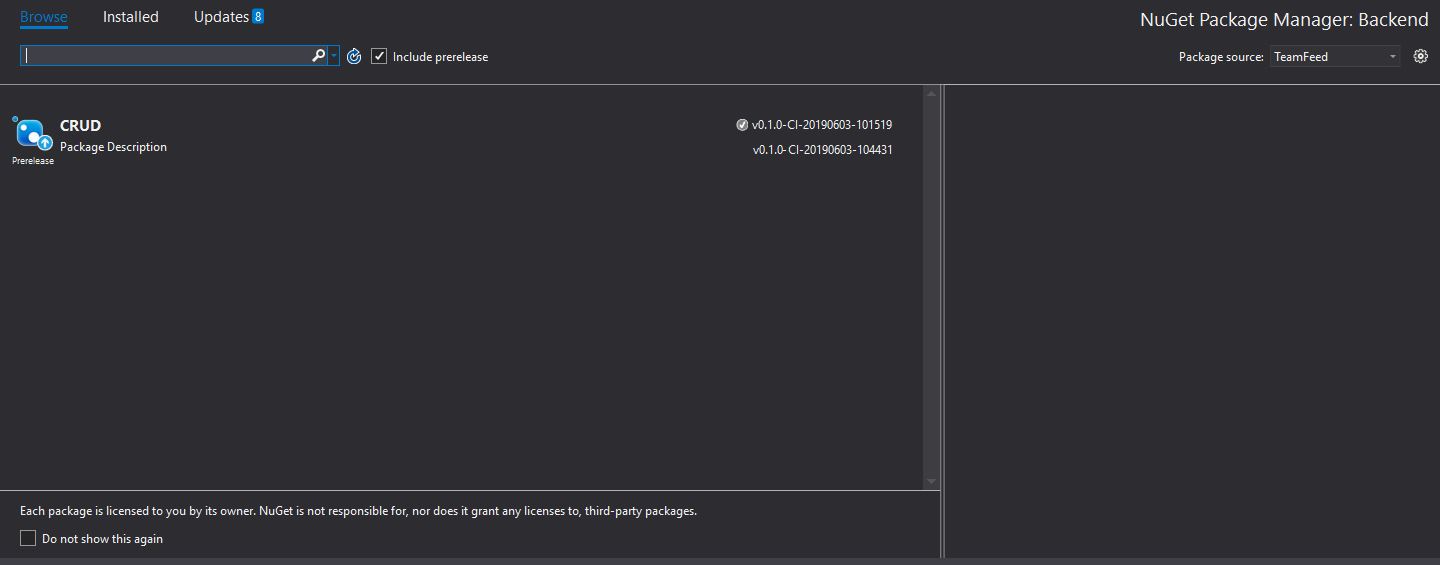 Browse Installed Updates 8
NuGet Package Manager: Backend
Include prerelease
Package source: TeamFeed
CRUD
v0.1.0-CI-20190603-101519
Package Description
v0.1.0-CI-20190603-104431
Prerelease
Each package is licensed to you by its owner. NuGet is not responsible for, nor does it grant any licenses to, third-party packages.
Do not show this again